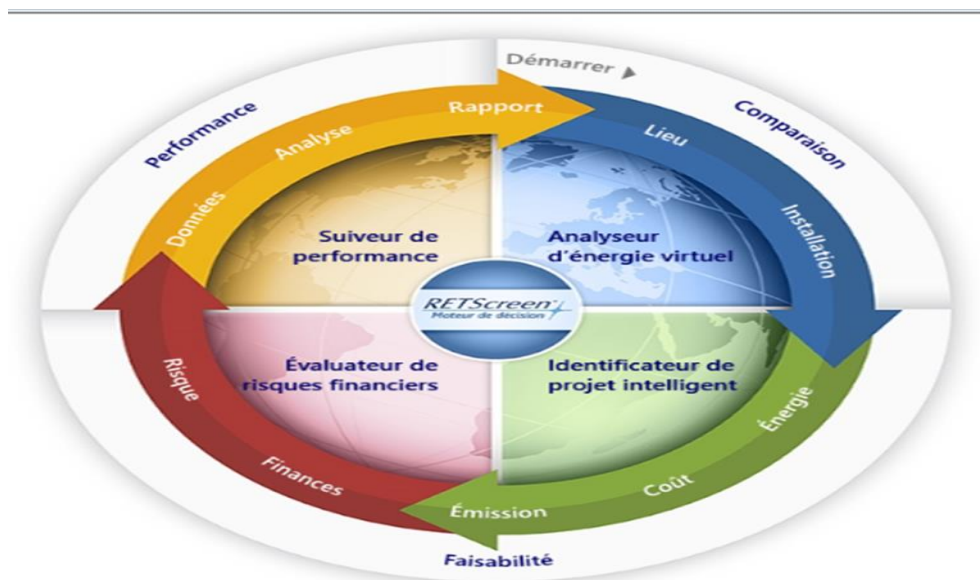 Démarrer
Comparaison
Lieu
Installation
Analyseur
d'énergie virtuel
Énergie
Coût
Émission
Identificateur de
projet intelligent
Faisabilité
Finances
Risque
Évaluateur de
risques financiers
Performance
Données
Analyse
Rapport
Suiveur de
performance
RETScreen
Moteur de décision